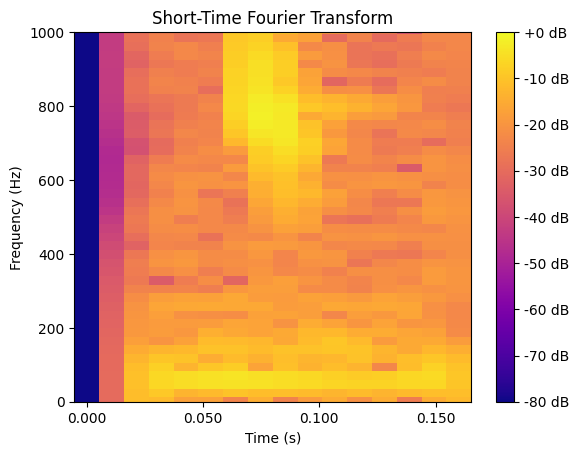 Short-Time Fourier Transform
1000
800
600
400
200
0
Frequency (Hz)
0.000
0.050
0.100
0.150
Time (s)
+0 dB
-10 dB
-20 dB
-30 dB
-40 dB
-50 dB
-60 dB
-70 dB
-80 dB